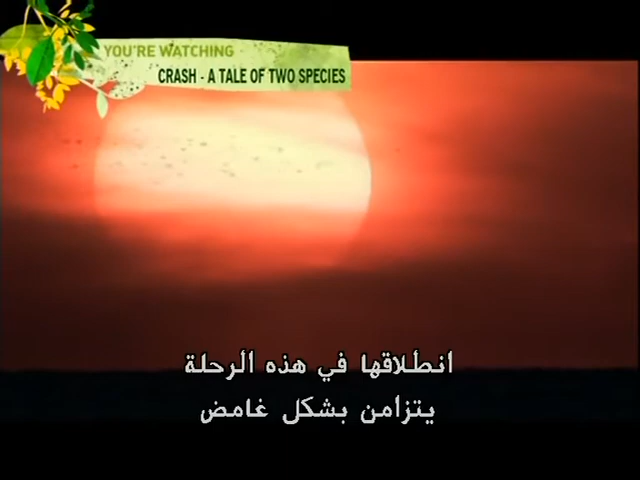 YOU'RE WATCHING
CRASH - A TALE OF TWO SPECIES
انطلاقها في هذه الرحلة
يتزامن بشكل غامض